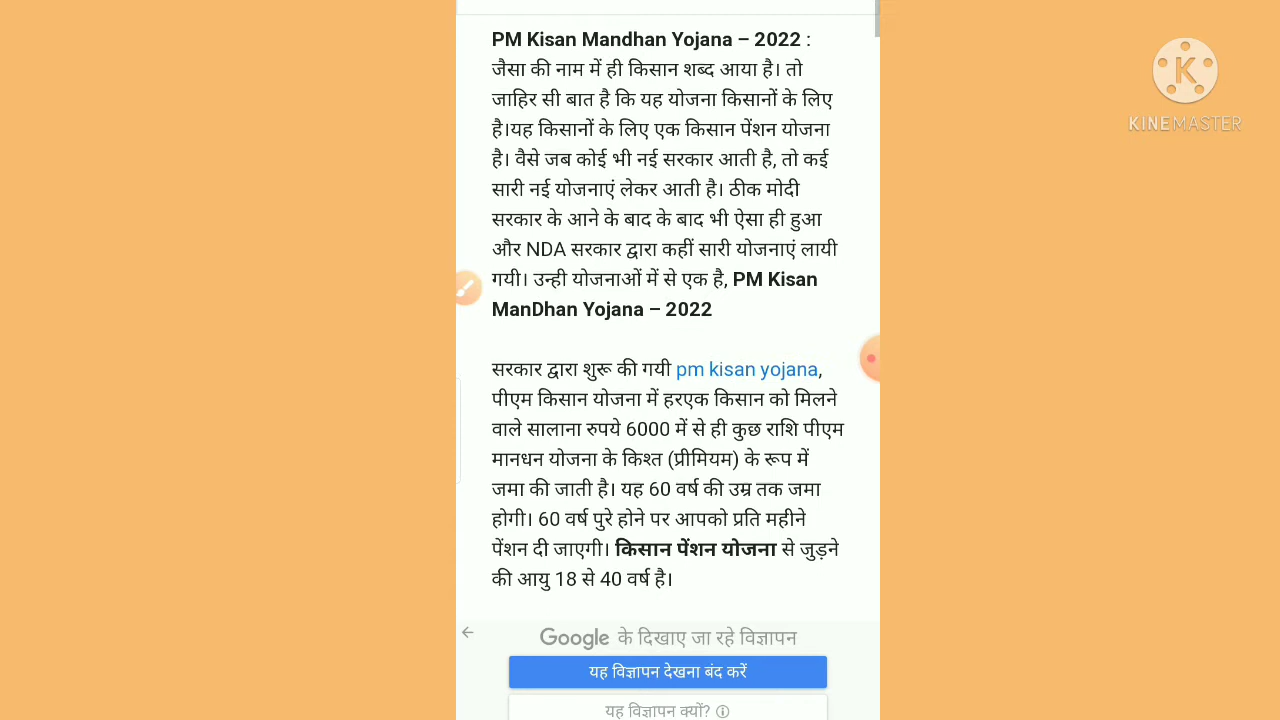 PM Kisan Mandhan Yojana – 2022 :
जैसा की नाम में ही किसान शब्द आया है। तो
जाहिर सी बात है कि यह योजना किसानों के लिए
है।यह किसानों के लिए एक किसान पेंशन योजना
है। वैसे जब कोई भी नई सरकार आती है, तो कई
सारी नई योजनाएं लेकर आती है। ठीक मोदी
सरकार के आने के बाद के बाद भी ऐसा ही हुआ
और NDA सरकार द्वारा कहीं सारी योजनाएं लायी
गयी। उन्ही योजनाओं में से एक है, PM Kisan
ManDhan Yojana – 2022
सरकार द्वारा शुरू की गयी pm kisan yojana,
पीएम किसान योजना में हरएक किसान को मिलने
वाले सालाना रुपये 6000 में से ही कुछ राशि पीएम
मानधन योजना के किश्त (प्रीमियम) के रूप में
जमा की जाती है। यह 60 वर्ष की उम्र तक जमा
होगी। 60 वर्ष पुरे होने पर आपको प्रति महीने
पेंशन दी जाएगी। किसान पेंशन योजना से जुड़ने
की आयु 18 से 40 वर्ष है।
Google के दिखाए जा रहे विज्ञापन
यह विज्ञापन देखना बंद करें
यह विज्ञापन क्यों?
K
KINEMASTER